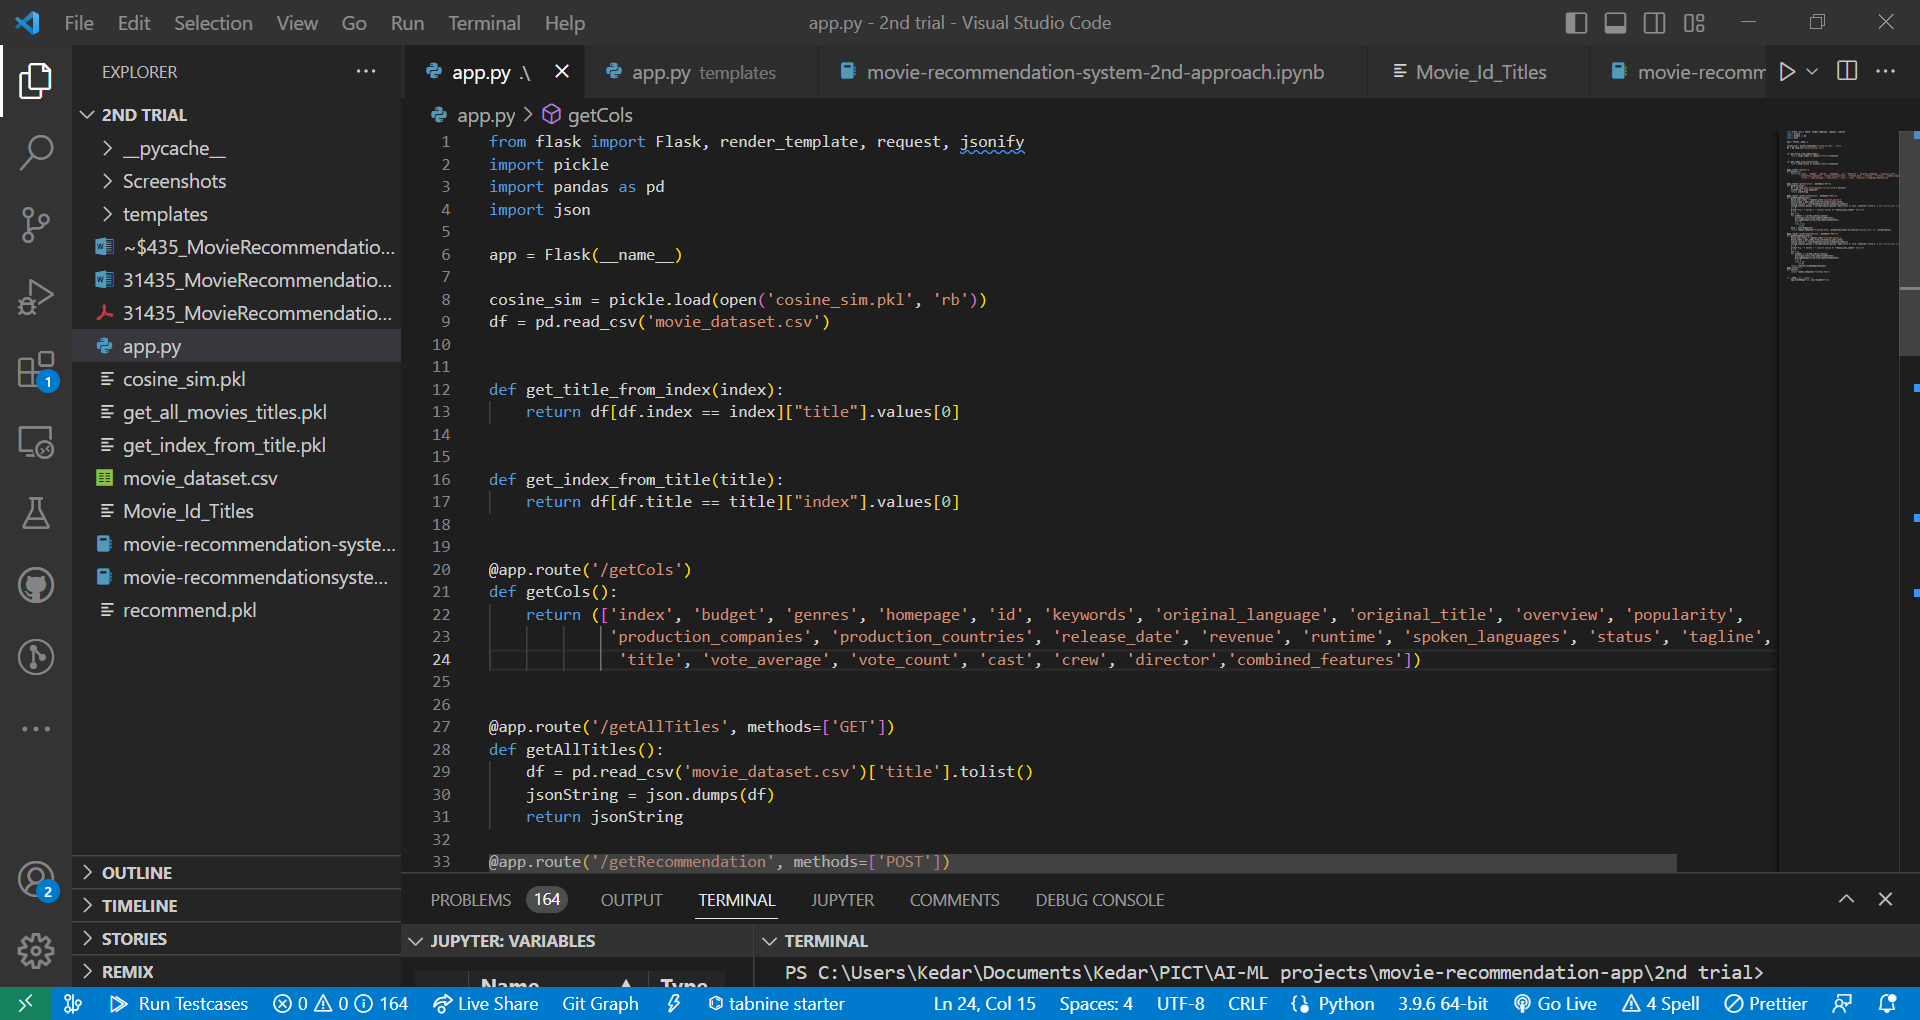 File Edit Selection View Go Run Terminal Help
app.py - 2nd trial - Visual Studio Code
EXPLORER
2ND TRIAL
__pycache__
Screenshots
templates
~$435_MovieRecommendatio...
31435_MovieRecommendatio...
31435_MovieRecommendatio...
app.py
cosine_sim.pkl
get_all_movies_titles.pkl
get_index_from_title.pkl
movie_dataset.csv
Movie_Id_Titles
movie-recommendation-syste...
movie-recommendationsyste...
recommend.pkl
OUTLINE
TIMELINE
STORIES
REMIX
1
2
app.py .\ app.py templates movie-recommendation-system-2nd-approach.ipynb Movie_Id_Titles movie-recomm
app.py > getCols
1 from flask import Flask, render_template, request, jsonify
2 import pickle
3 import pandas as pd
4 import json
5
6 app = Flask(__name__)
7
8 cosine_sim = pickle.load(open('cosine_sim.pkl', 'rb'))
9 df = pd.read_csv('movie_dataset.csv')
10
11
12 def get_title_from_index(index):
13 return df[df.index == index]["title"].values[0]
14
15
16 def get_index_from_title(title):
17 return df[df.title == title]["index"].values[0]
18
19
20 @app.route('/getCols')
21 def getCols():
22 return (['index', 'budget', 'genres', 'homepage', 'id', 'keywords', 'original_language', 'original_title', 'overview', 'popularity',
23 'production_companies', 'production_countries', 'release_date', 'revenue', 'runtime', 'spoken_languages', 'status', 'tagline',
24 'title', 'vote_average', 'vote_count', 'cast', 'crew', 'director','combined_features'])
25
26
27 @app.route('/getAllTitles', methods=['GET'])
28 def getAllTitles():
29 df = pd.read_csv('movie_dataset.csv')['title'].tolist()
30 jsonString = json.dumps(df)
31 return jsonString
32
33 @app.route('/getRecommendation', methods=['POST'])
PROBLEMS 164 OUTPUT TERMINAL JUPYTER COMMENTS DEBUG CONSOLE
JUPYTER: VARIABLES
Name Type
TERMINAL
PS C:\Users\Kedar\Documents\Kedar\PICT\AI-ML projects\movie-recommendation-app\2nd trial>
Run Testcases 0 0 164 Live Share Git Graph tabnine starter Ln 24, Col 15 Spaces: 4 UTF-8 CRLF Python 3.9.6 64-bit Go Live 4 Spell Prettier